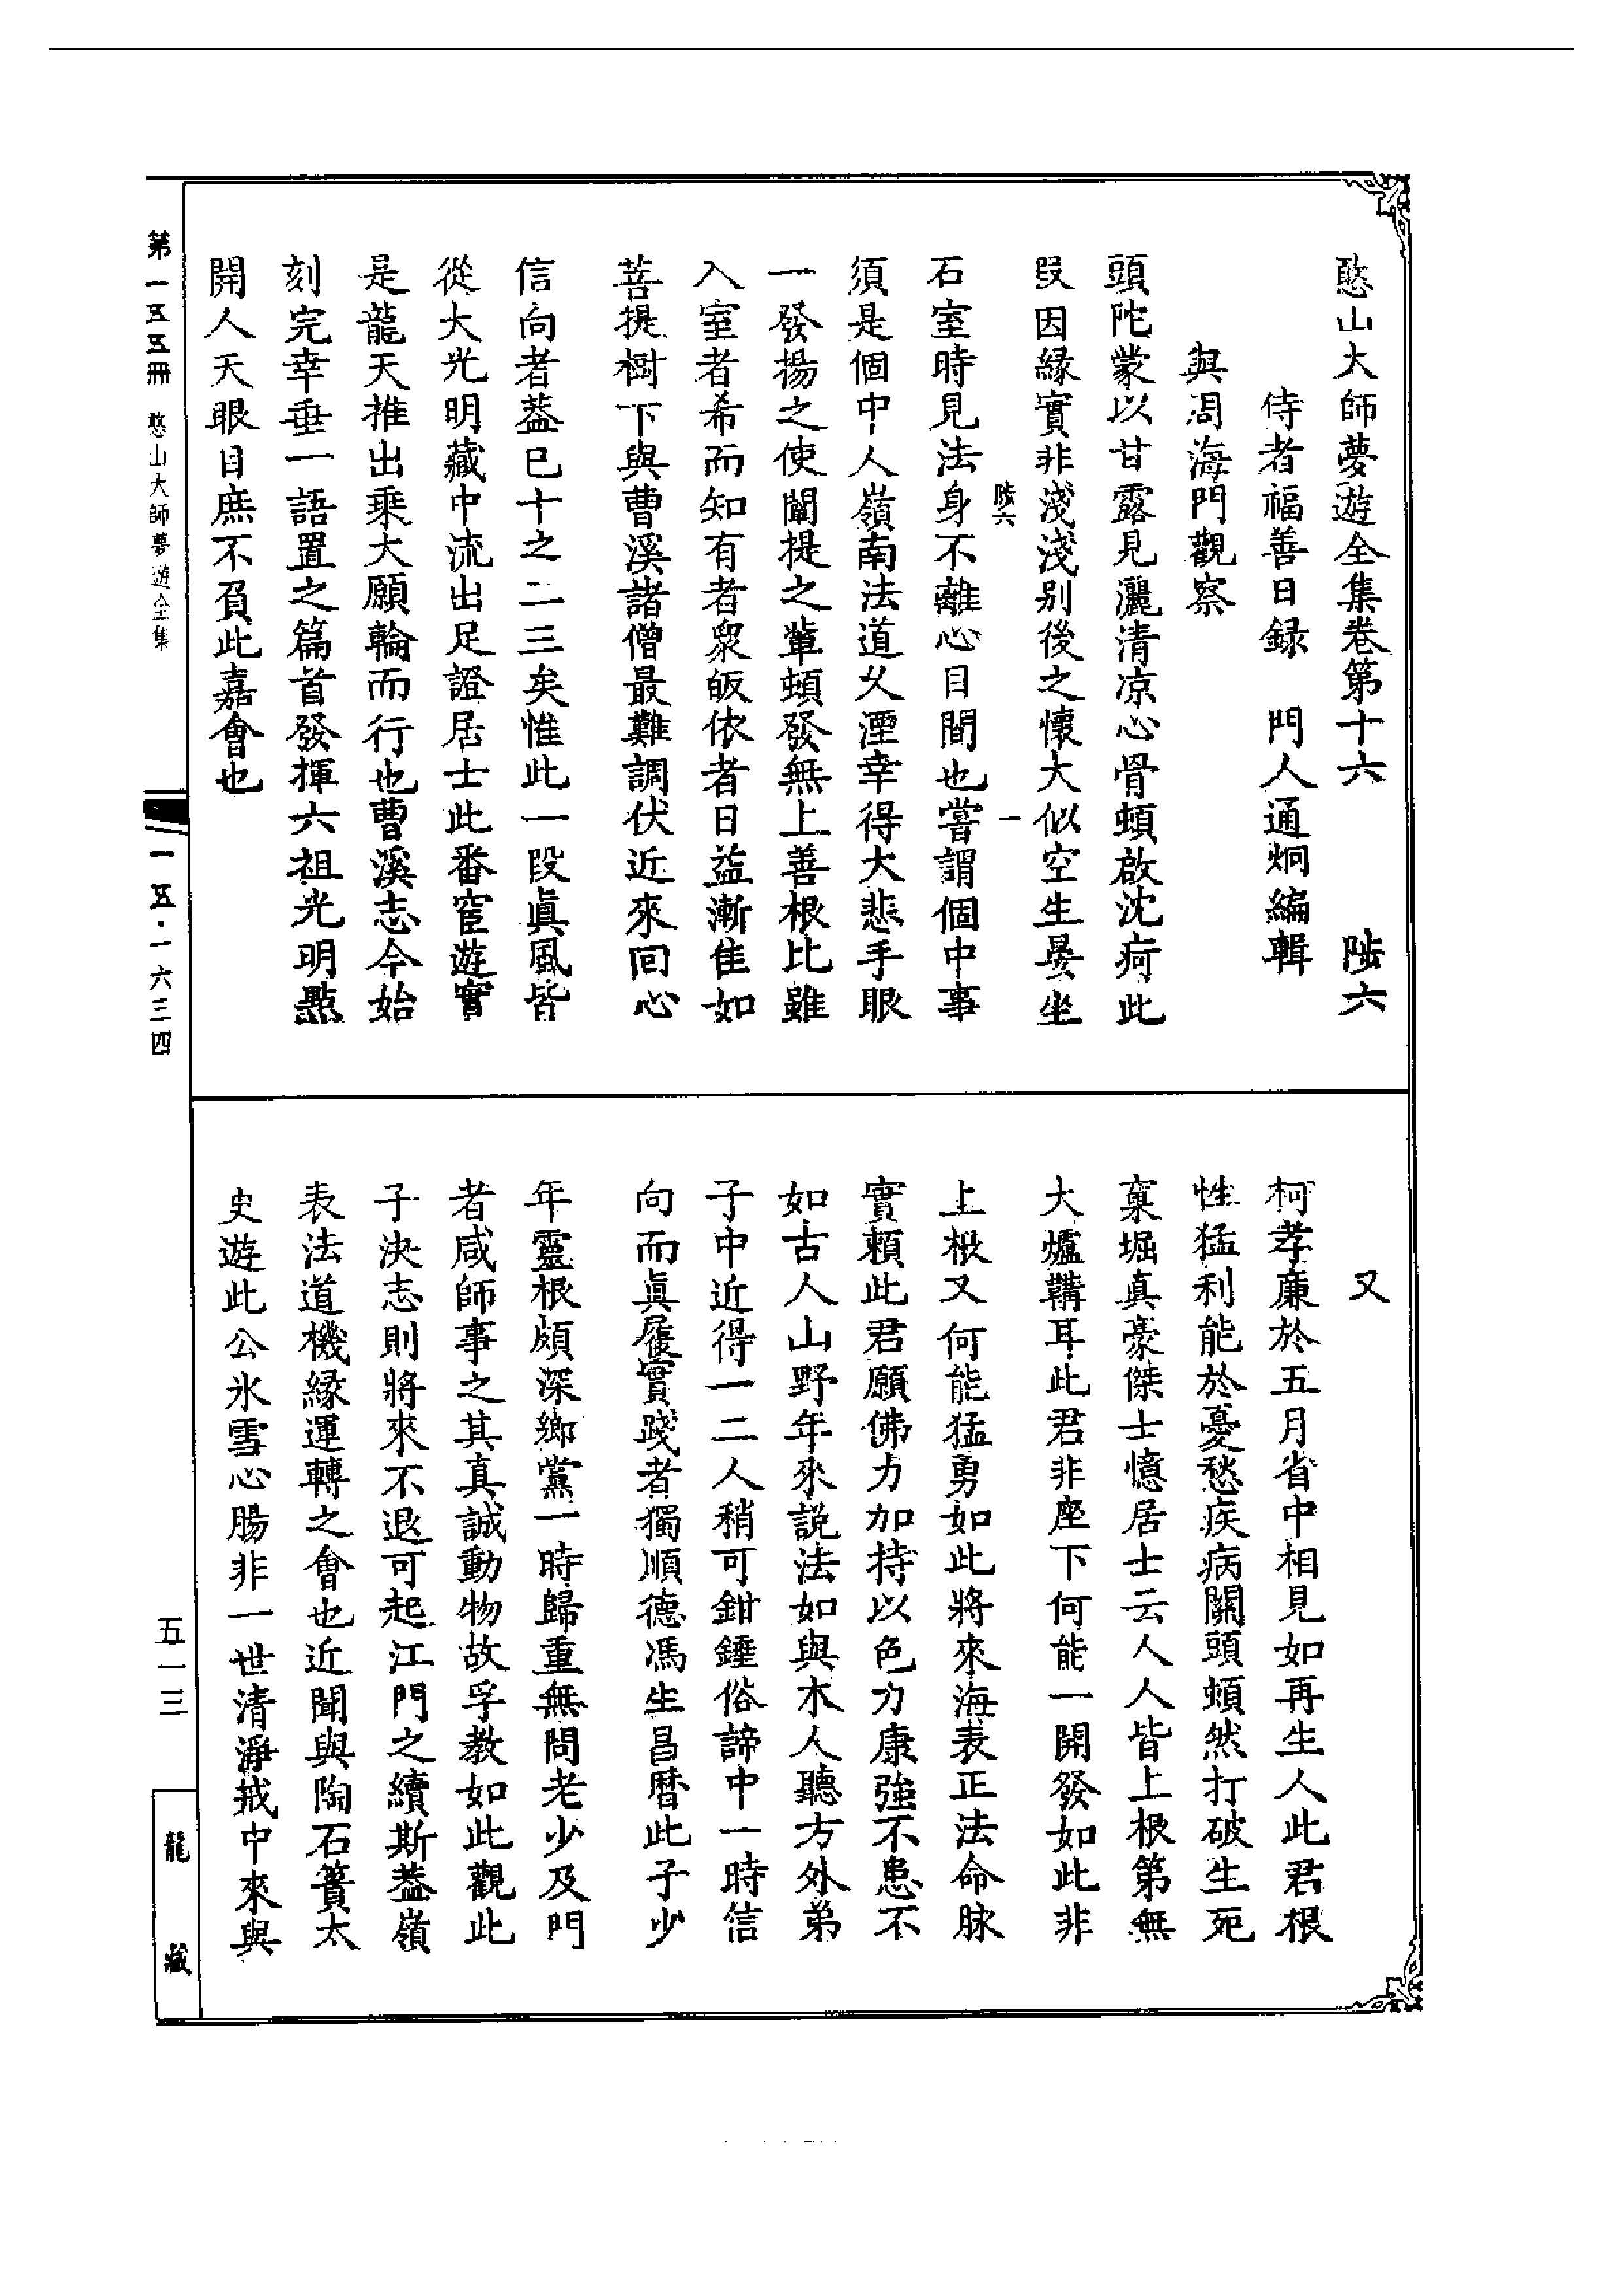 憨山大師夢遊全集卷第十六　陟六
侍者福善日録　門人通炯編輯
與周海門觀察
頭陀蒙以甘露見灑清凉心骨頓啟沈疴此
叚因緣實非淺淺别後之懷大似空生晏坐
陟六　一
石室時見法身不離心目間也嘗謂個中事
須是個中人嶺南法道乆湮幸得大悲手眼
一發揚之使闡提之輩頓發無上善根比雖
入室者希而知有者衆皈依者日益漸佳如
菩提樹下與曹溪諸僧最難調伏近來回心
信向者葢已十之二三矣惟此一段眞風皆
從大光明藏中流出足證居士此番宦遊實
是龍天推出乗大願輪而行也曹溪志今始
刻完幸垂一語置之篇首發揮六祖光明㸃
開人天眼目庶不負此嘉會也
又
柯孝廉於五月省中相見如再生人此君根
性猛利能於憂愁疾病關頭頓然打破生死
窠堀真豪傑士憶居士云人人皆上根第無
大爐鞲耳此君非座下何能一開發如此非
上根又何能猛勇如此將來海表正法命脉
實頼此君願佛力加持以色力康強不患不
如古人山野年來説法如與木人聽方外弟
子中近得一二人稍可鉗錘俗諦中一時信
向而眞履實踐者獨順德馮生昌暦此子少
年靈根頗深鄉黨一時歸重無問老少及門
者咸師事之其真誠動物故孚教如此觀此
子決志則將來不退可起江門之續斯葢嶺
表法道機緣運轉之會也近聞與陶石簣太
史遊此公氷雪心腸非一世清淨戒中來與
第一五五冊　憨山大師夢遊全集
一五·一六三四
五一三
龍藏